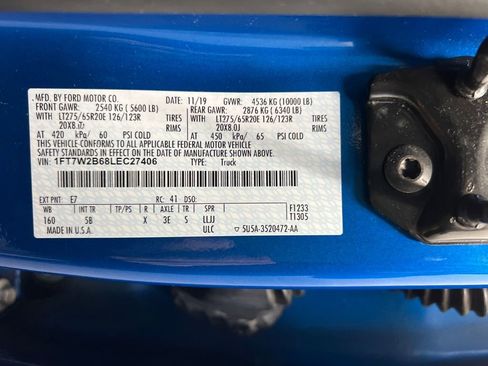 MFD. BY FORD MOTOR CO.
DATE: 11/19 GVWR: 4536 KG (10000 LB)
FRONT GAWR: 2540 KG ( 5600 LB) REAR GAWR: 2876 KG ( 6340 LB)
WITH LT275/65R20E 126/123R TIRES WITH LT275/65R20E 126/123R TIRES
20X8.0J RIMS 20X8.0J RIMS
AT 420 kPa/ 60 PSI COLD AT 450 kPa/ 65 PSI COLD
THIS VEHICLE CONFORMS TO ALL APPLICABLE FEDERAL MOTOR VEHICLE
SAFETY STANDARDS IN EFFECT ON THE DATE OF MANUFACTURE SHOWN ABOVE.
VIN: 1FT7W2B68LEC27406
TYPE: Truck
EXT PNT: E7 RC: 41 DSO:
WB INT TR TP/PS R AXLE TR S
160 5B X 3E S LLJJ
MADE IN U.S.A. ULC
F1233
T1305
▽ 5U5A-3520472-AA